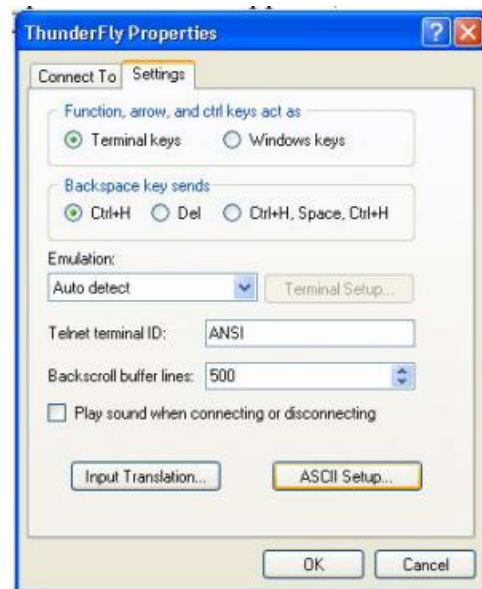 ThunderFly Properties
Connect To Settings
Function, arrow, and ctrl keys act as
Terminal keys Windows keys
Backspace key sends
Ctrl+H Del Ctrl+H, Space, Ctrl+H
Emulation:
Auto detect Terminal Setup...
Telnet terminal ID: ANSI
Backscroll buffer lines: 500
Play sound when connecting or disconnecting
Input Translation... ASCII Setup...
OK Cancel